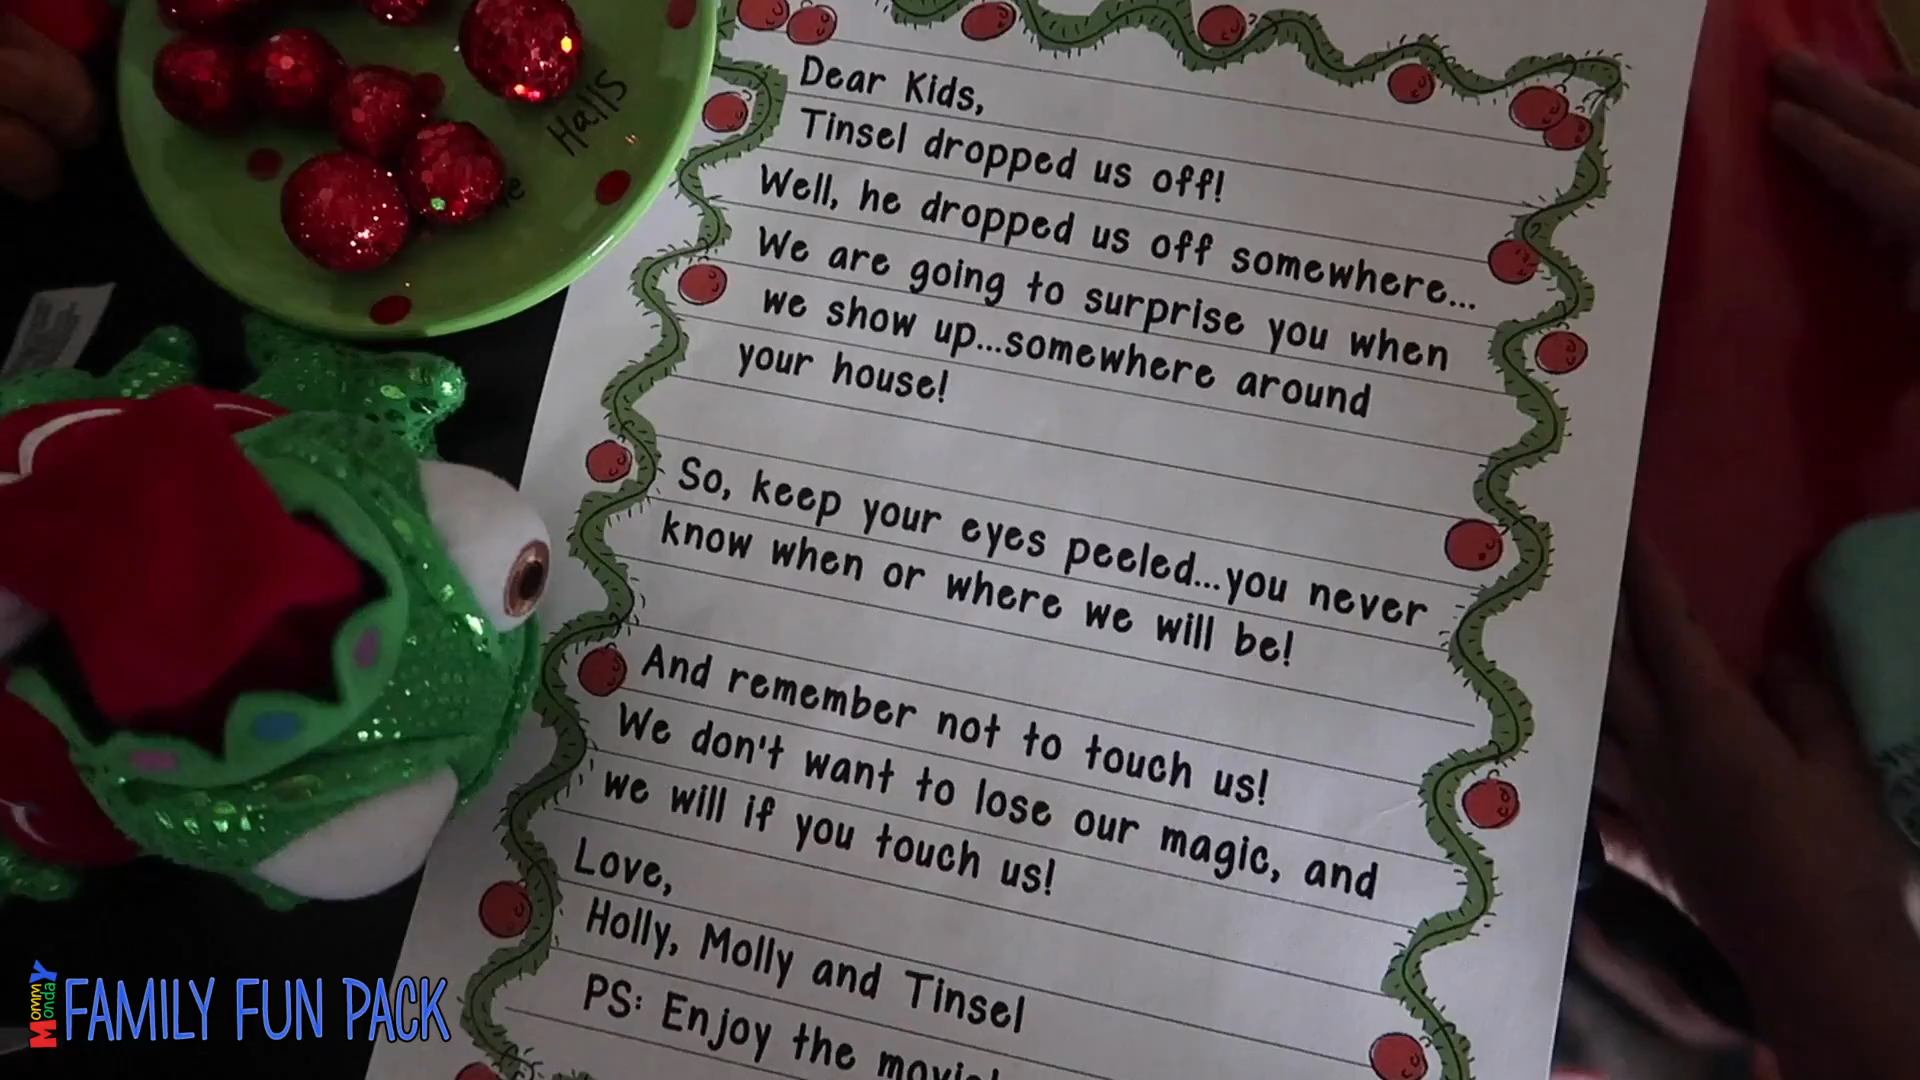 Halls
Dear Kids,
Tinsel dropped us off!
Well, he dropped us off somewhere...
We are going to surprise you when
we show up...somewhere around
your house!
So, keep your eyes peeled...you never
know when or where we will be!
And remember not to touch us!
We don't want to lose our magic, and
we will if you touch us!
Love,
Holly, Molly and Tinsel
PS: Enjoy the movie!
Mommy Monday
FAMILY FUN PACK